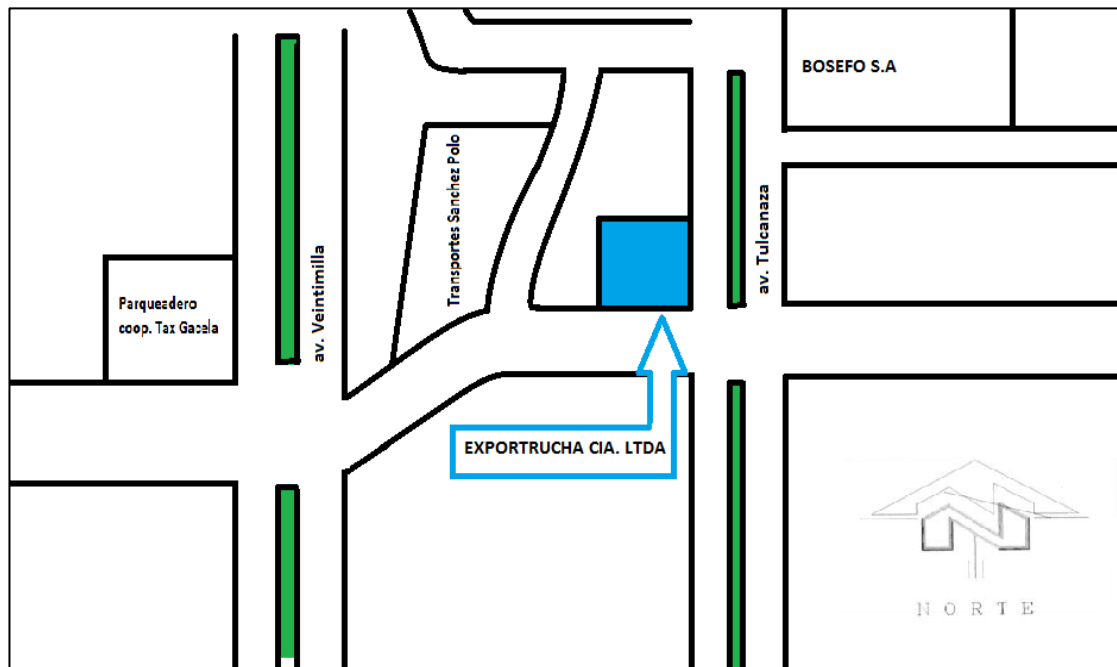 BOSEFO S.A
Transportes Sanchez Polo
av. Tulcanaza
av. Veintimilla
Parqueadero
coop. Tax Gacela
EXPORTRUCHA CIA. LTDA
NORTE